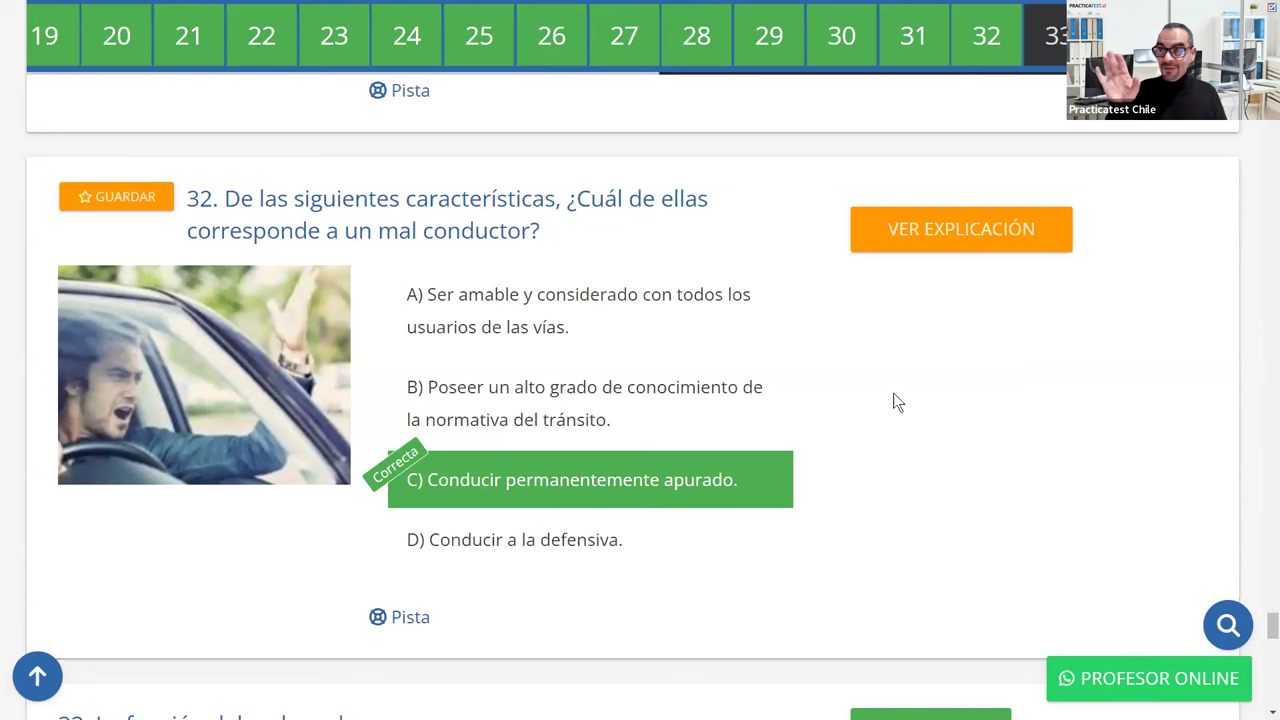 19 20 21 22 23 24 25 26 27 28 29 30 31 32 33
PRACTICATEST.cl
Practicatest Chile
Pista
GUARDAR
32. De las siguientes características, ¿Cuál de ellas
corresponde a un mal conductor?
VER EXPLICACIÓN
A) Ser amable y considerado con todos los
usuarios de las vías.
B) Poseer un alto grado de conocimiento de
la normativa del tránsito.
Correcta
C) Conducir permanentemente apurado.
D) Conducir a la defensiva.
Pista
PROFESOR ONLINE